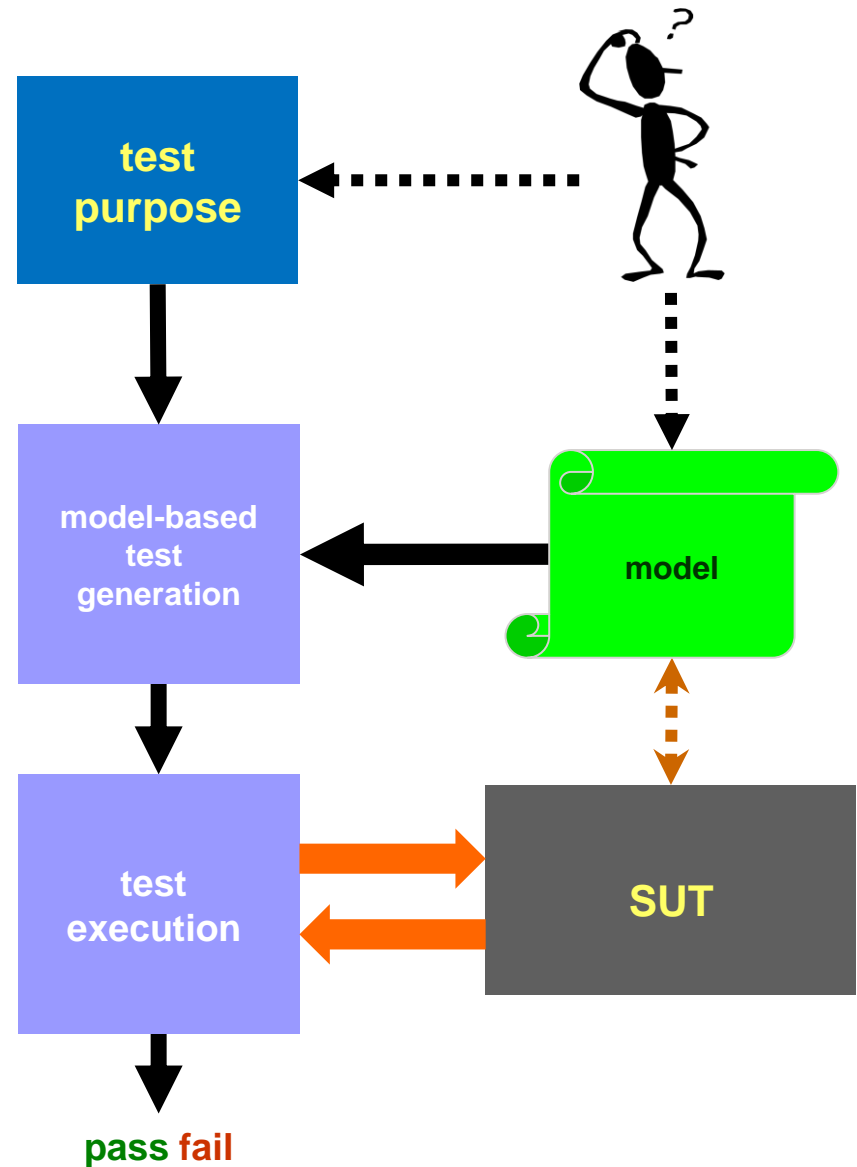 ?
test
purpose
model-based
test
generation
model
test
execution
SUT
pass fail